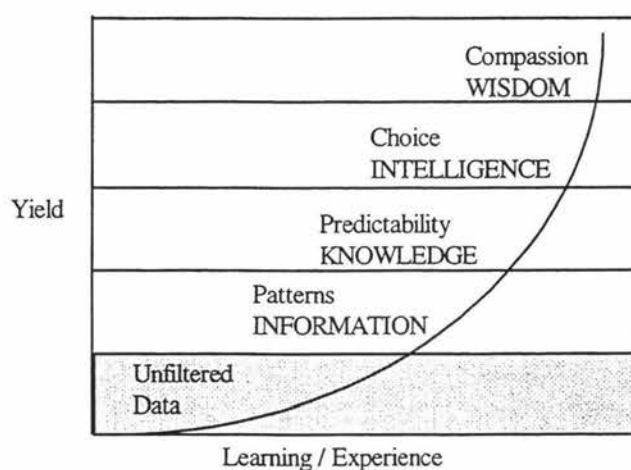 Compassion
WISDOM
Choice
INTELLIGENCE
Yield
Predictability
KNOWLEDGE
Patterns
INFORMATION
Unfiltered
Data
Learning / Experience